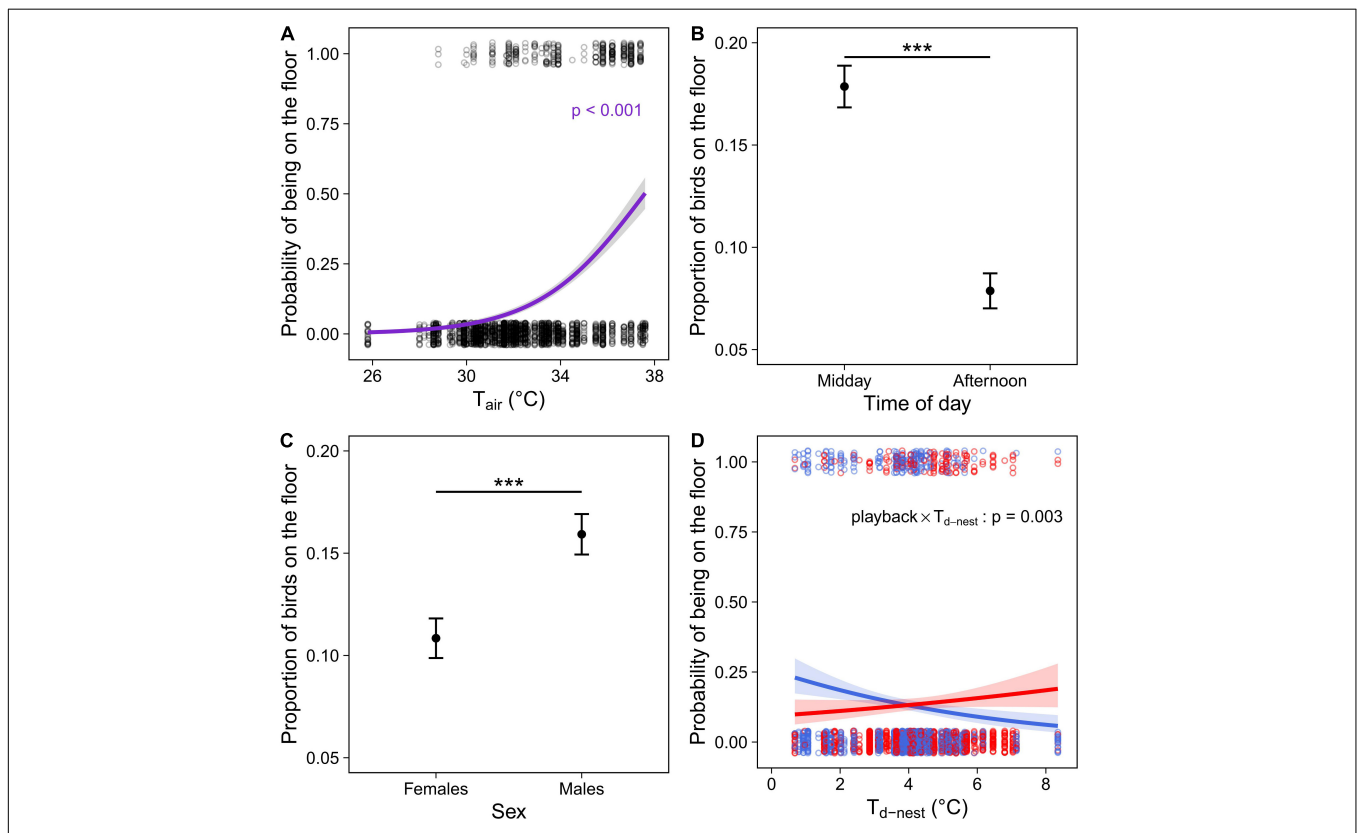 A
Probability of being on the floor
1.00
0.75
0.50
0.25
0.00
p < 0.001
26
30
34
38
T_air (°C)
B
Proportion of birds on the floor
0.20
0.15
0.10
0.05
***
Midday
Afternoon
Time of day
C
Proportion of birds on the floor
0.20
0.15
0.10
0.05
***
Females
Males
Sex
D
Probability of being on the floor
1.00
0.75
0.50
0.25
0.00
playback × T_d−nest : p = 0.003
0
2
4
6
8
T_d−nest (°C)